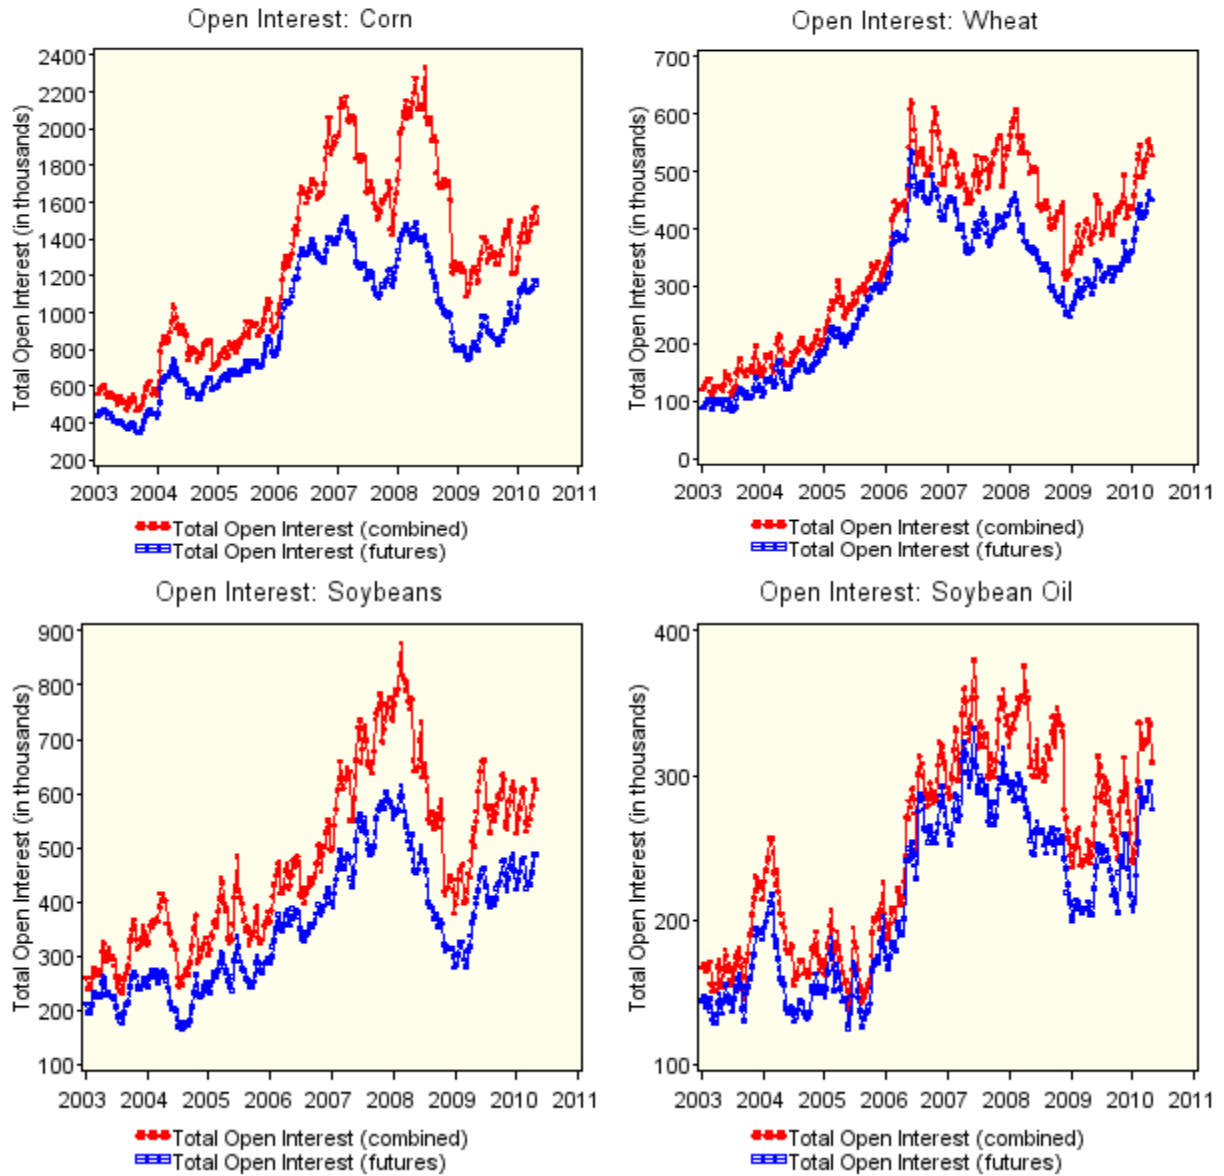 Open Interest: Corn
Total Open Interest (in thousands)
2400
2200
2000
1800
1600
1400
1200
1000
800
600
400
200
2003 2004 2005 2006 2007 2008 2009 2010 2011
Total Open Interest (combined)
Total Open Interest (futures)
Open Interest: Wheat
Total Open Interest (in thousands)
700
600
500
400
300
200
100
0
2003 2004 2005 2006 2007 2008 2009 2010 2011
Total Open Interest (combined)
Total Open Interest (futures)
Open Interest: Soybeans
Total Open Interest (in thousands)
900
800
700
600
500
400
300
200
100
2003 2004 2005 2006 2007 2008 2009 2010 2011
Total Open Interest (combined)
Total Open Interest (futures)
Open Interest: Soybean Oil
Total Open Interest (in thousands)
400
300
200
100
2003 2004 2005 2006 2007 2008 2009 2010 2011
Total Open Interest (combined)
Total Open Interest (futures)